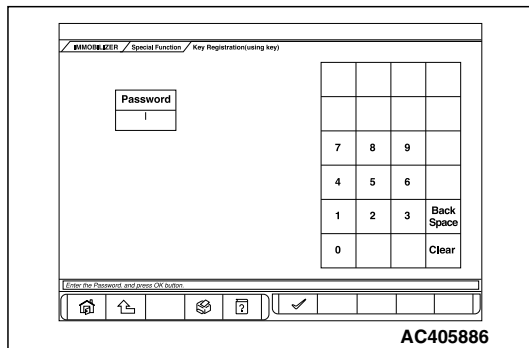 IMMOBILIZER / Special Function / Key Registration(using key)
Password
7 8 9
4 5 6
1 2 3 Back
Space
0 Clear
Enter the Password, and press OK button.
?
AC405886